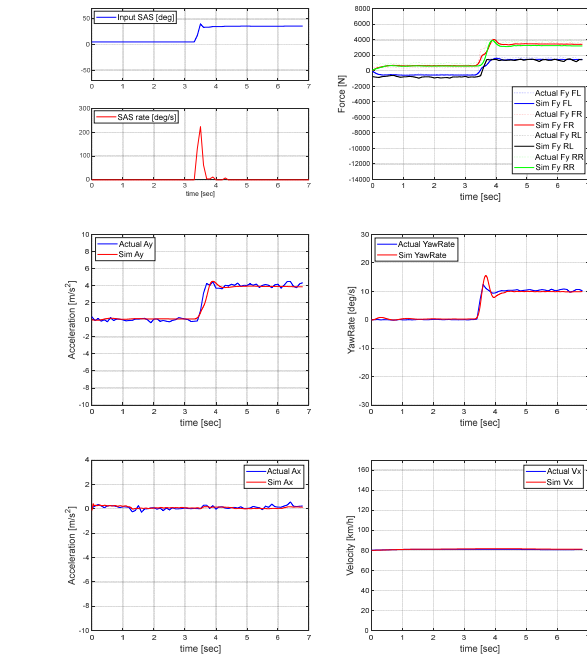 Input SAS [deg]
50
0
-50
SAS rate [deg/s]
300
200
100
0
0 1 2 3 4 5 6 7
time [sec]
8000
6000
4000
2000
0
-2000
-4000
-6000
-8000
-10000
-12000
-14000
Force [N]
Actual Fy FL
Sim Fy FL
Actual Fy FR
Sim Fy FR
Actual Fy RL
Sim Fy RL
Actual Fy RR
Sim Fy RR
0 1 2 3 4 5 6 7
time [sec]
Actual Ay
Sim Ay
10
8
6
4
2
0
-2
-4
-6
-8
-10
Acceleration [m/s²]
0 1 2 3 4 5 6 7
time [sec]
Actual YawRate
Sim YawRate
30
20
10
0
-10
-20
-30
YawRate [deg/s]
0 1 2 3 4 5 6 7
time [sec]
Actual Ax
Sim Ax
4
2
0
-2
-4
-6
-8
-10
Acceleration [m/s²]
0 1 2 3 4 5 6 7
time [sec]
Actual Vx
Sim Vx
160
140
120
100
80
60
40
20
0
Velocity [km/h]
0 1 2 3 4 5 6 7
time [sec]